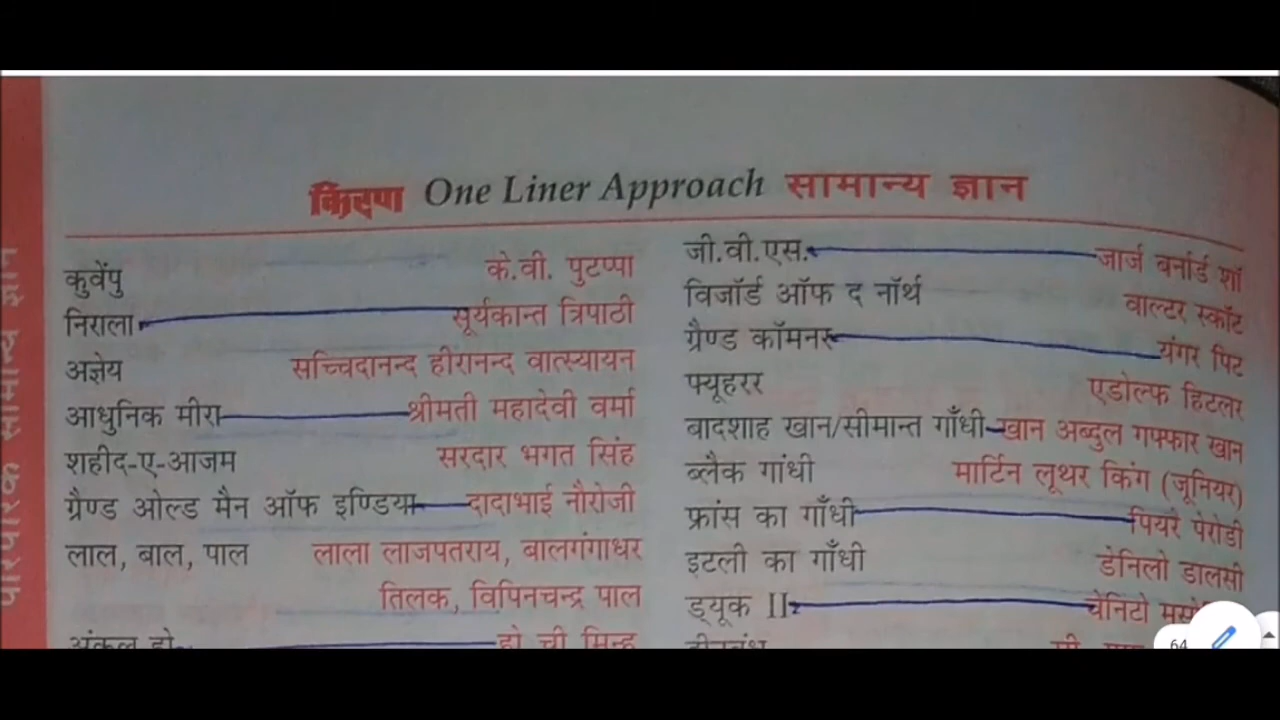 किरण One Liner Approach सामान्य ज्ञान
कुवेंपु के.वी. पुटप्पा
निराला सूर्यकान्त त्रिपाठी
अज्ञेय सच्चिदानन्द हीरानन्द वात्स्यायन
आधुनिक मीरा श्रीमती महादेवी वर्मा
शहीद-ए-आजम सरदार भगत सिंह
ग्रैण्ड ओल्ड मैन ऑफ इण्डिया दादाभाई नौरोजी
लाल, बाल, पाल लाला लाजपतराय, बालगंगाधर
तिलक, विपिनचन्द्र पाल
अंकल हो हो ची मिन्ह
जी.वी.एस. जार्ज बर्नार्ड शॉ
विजॉर्ड ऑफ द नॉर्थ वाल्टर स्कॉट
ग्रैण्ड कॉमनर यंगर पिट
फ्यूहरर एडोल्फ हिटलर
बादशाह खान/सीमान्त गाँधी खान अब्दुल गफ्फार खान
ब्लैक गांधी मार्टिन लूथर किंग (जूनियर)
फ्रांस का गाँधी पियरे पेरोडी
इटली का गाँधी डेनिलो डालसी
ड्यूक II वेनिटो
सामान्य ज्ञान
64